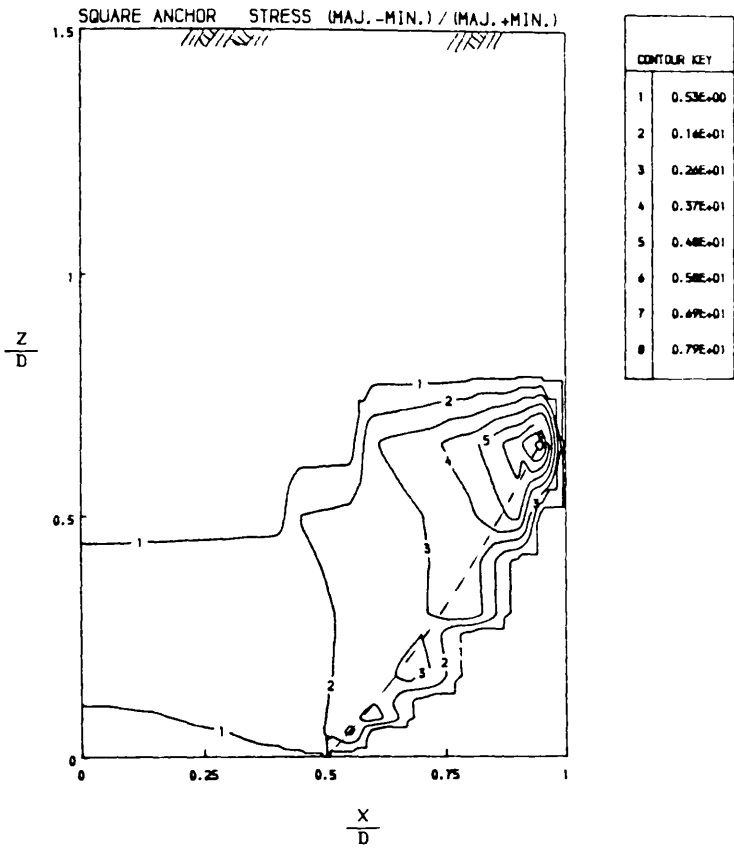 SQUARE ANCHOR STRESS (MAJ.-MIN.)/(MAJ.+MIN.)
1.5
CONTOUR KEY
1 0.53E+00
2 0.16E+01
3 0.26E+01
4 0.37E+01
5 0.48E+01
6 0.58E+01
7 0.69E+01
8 0.79E+01
1
Z
D
1
2
5
4
3
0.5
1
3
2
3
2
1
0
0 0.25 0.5 0.75 1
X
D